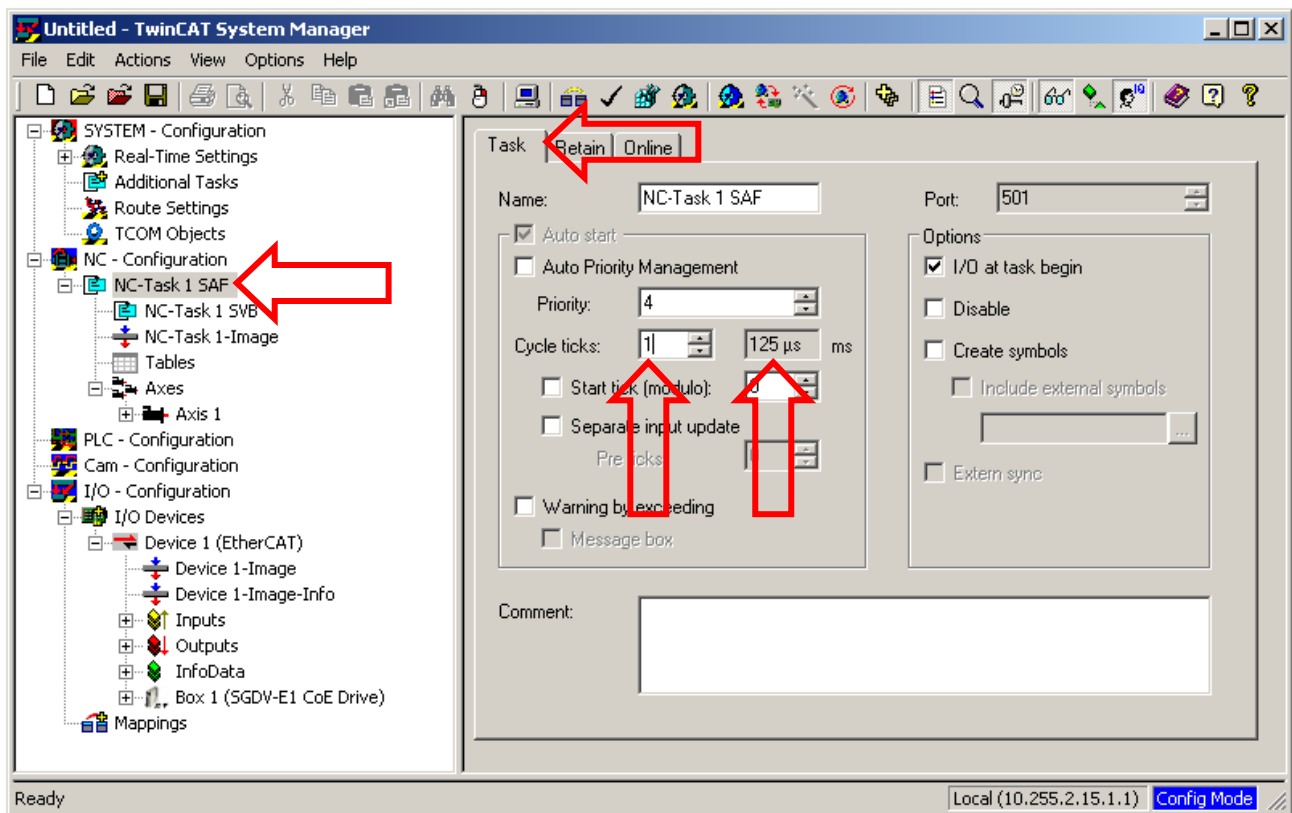 Untitled - TwinCAT System Manager
File Edit Actions View Options Help
SYSTEM - Configuration
Real-Time Settings
Additional Tasks
Route Settings
TCOM Objects
NC - Configuration
NC-Task 1 SAF
NC-Task 1 SVB
NC-Task 1-Image
Tables
Axes
Axis 1
PLC - Configuration
Cam - Configuration
I/O - Configuration
I/O Devices
Device 1 (EtherCAT)
Device 1-Image
Device 1-Image-Info
Inputs
Outputs
InfoData
Box 1 (SGDV-E1 CoE Drive)
Mappings
Task Retain Online
Name: NC-Task 1 SAF Port: 501
Auto start Options
Auto Priority Management I/O at task begin
Priority: 4 Disable
Cycle ticks: 1 125 µs ms Create symbols
Start tick (modulo): Include external symbols
Separate input update ...
Pre ticks Extern sync
Warning by exceeding
Message box
Comment:
Ready Local (10.255.2.15.1.1) Config Mode